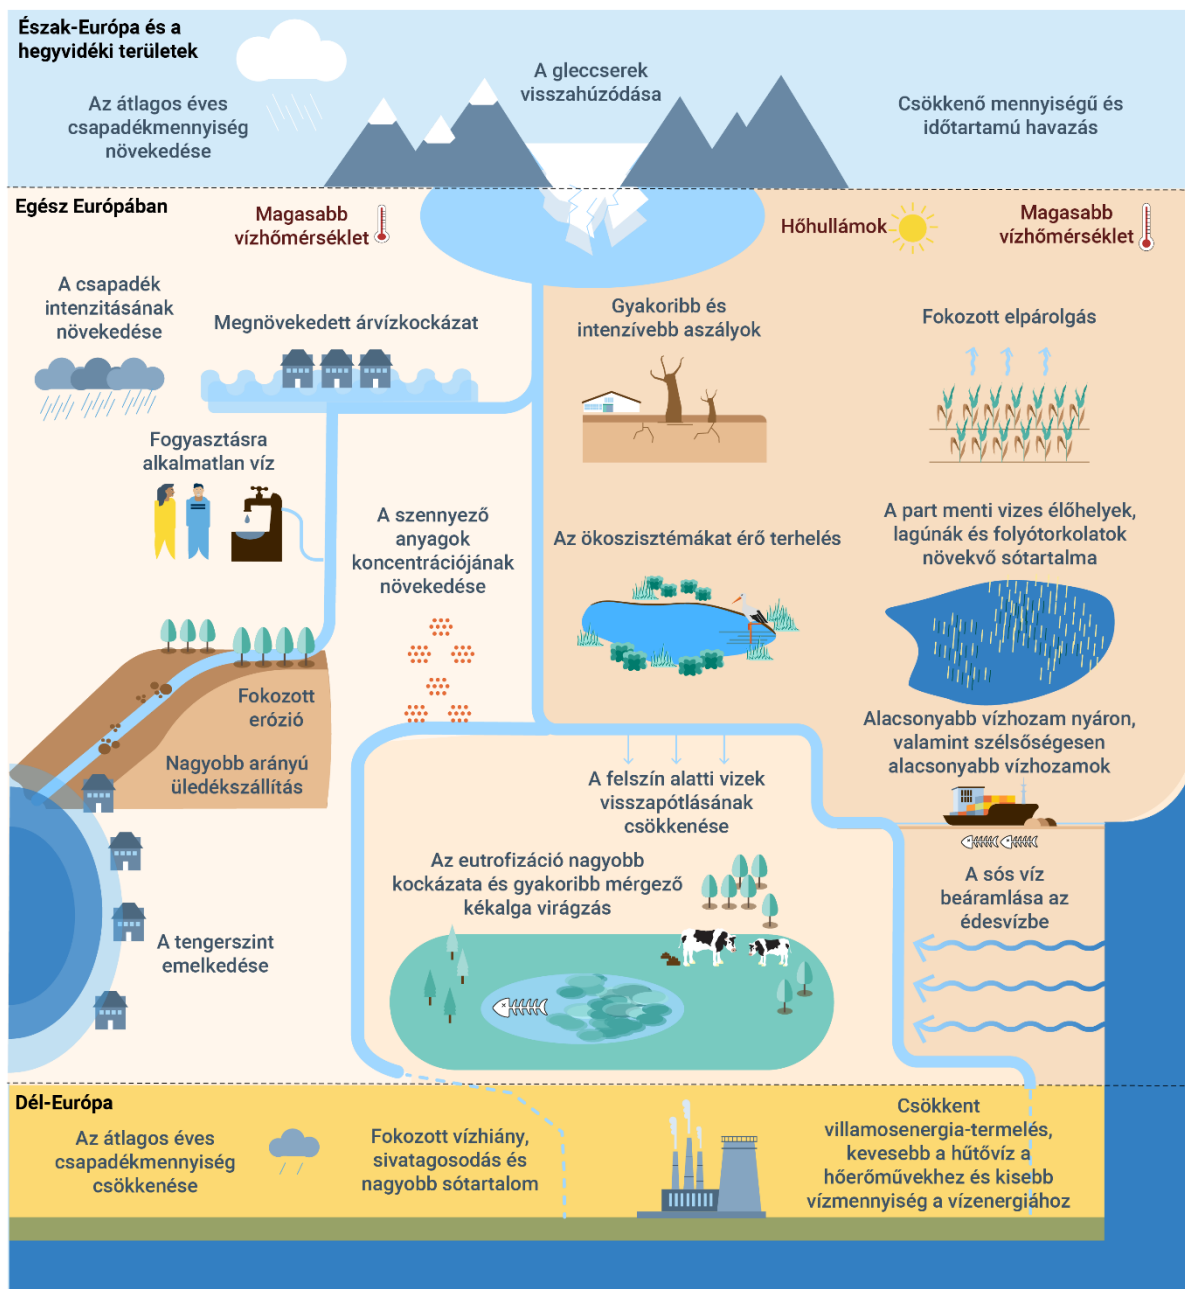 Észak-Európa és a
hegyvidéki területek
Az átlagos éves
csapadékmennyiség
növekedése
A gleccserek
visszahúzódása
Csökkenő mennyiségű és
időtartamú havazás
Egész Európában
Magasabb
vízhőmérséklet
Hőhullámok
Magasabb
vízhőmérséklet
A csapadék
intenzitásának
növekedése
Megnövekedett árvízkockázat
Gyakoribb és
intenzívebb aszályok
Fokozott elpárolgás
Fogyasztásra
alkalmatlan víz
A szennyező
anyagok
koncentrációjának
növekedése
Az ökoszisztémákat érő terhelés
A part menti vizes élőhelyek,
lagúnák és folyótorkolatok
növekvő sótartalma
Fokozott
erózió
Nagyobb arányú
üledékszállítás
Alacsonyabb vízhozam nyáron,
valamint szélsőségesen
alacsonyabb vízhozamok
A felszín alatti vizek
visszapótlásának
csökkenése
Az eutrofizáció nagyobb
kockázata és gyakoribb mérgező
kékalga virágzás
A sós víz
beáramlása az
édesvízbe
A tengerszint
emelkedése
Dél-Európa
Az átlagos éves
csapadékmennyiség
csökkenése
Fokozott vízhiány,
sivatagosodás és
nagyobb sótartalom
Csökkent
villamosenergia-termelés,
kevesebb a hűtővíz a
hőerőművekhez és kisebb
vízmennyiség a vízenergiához